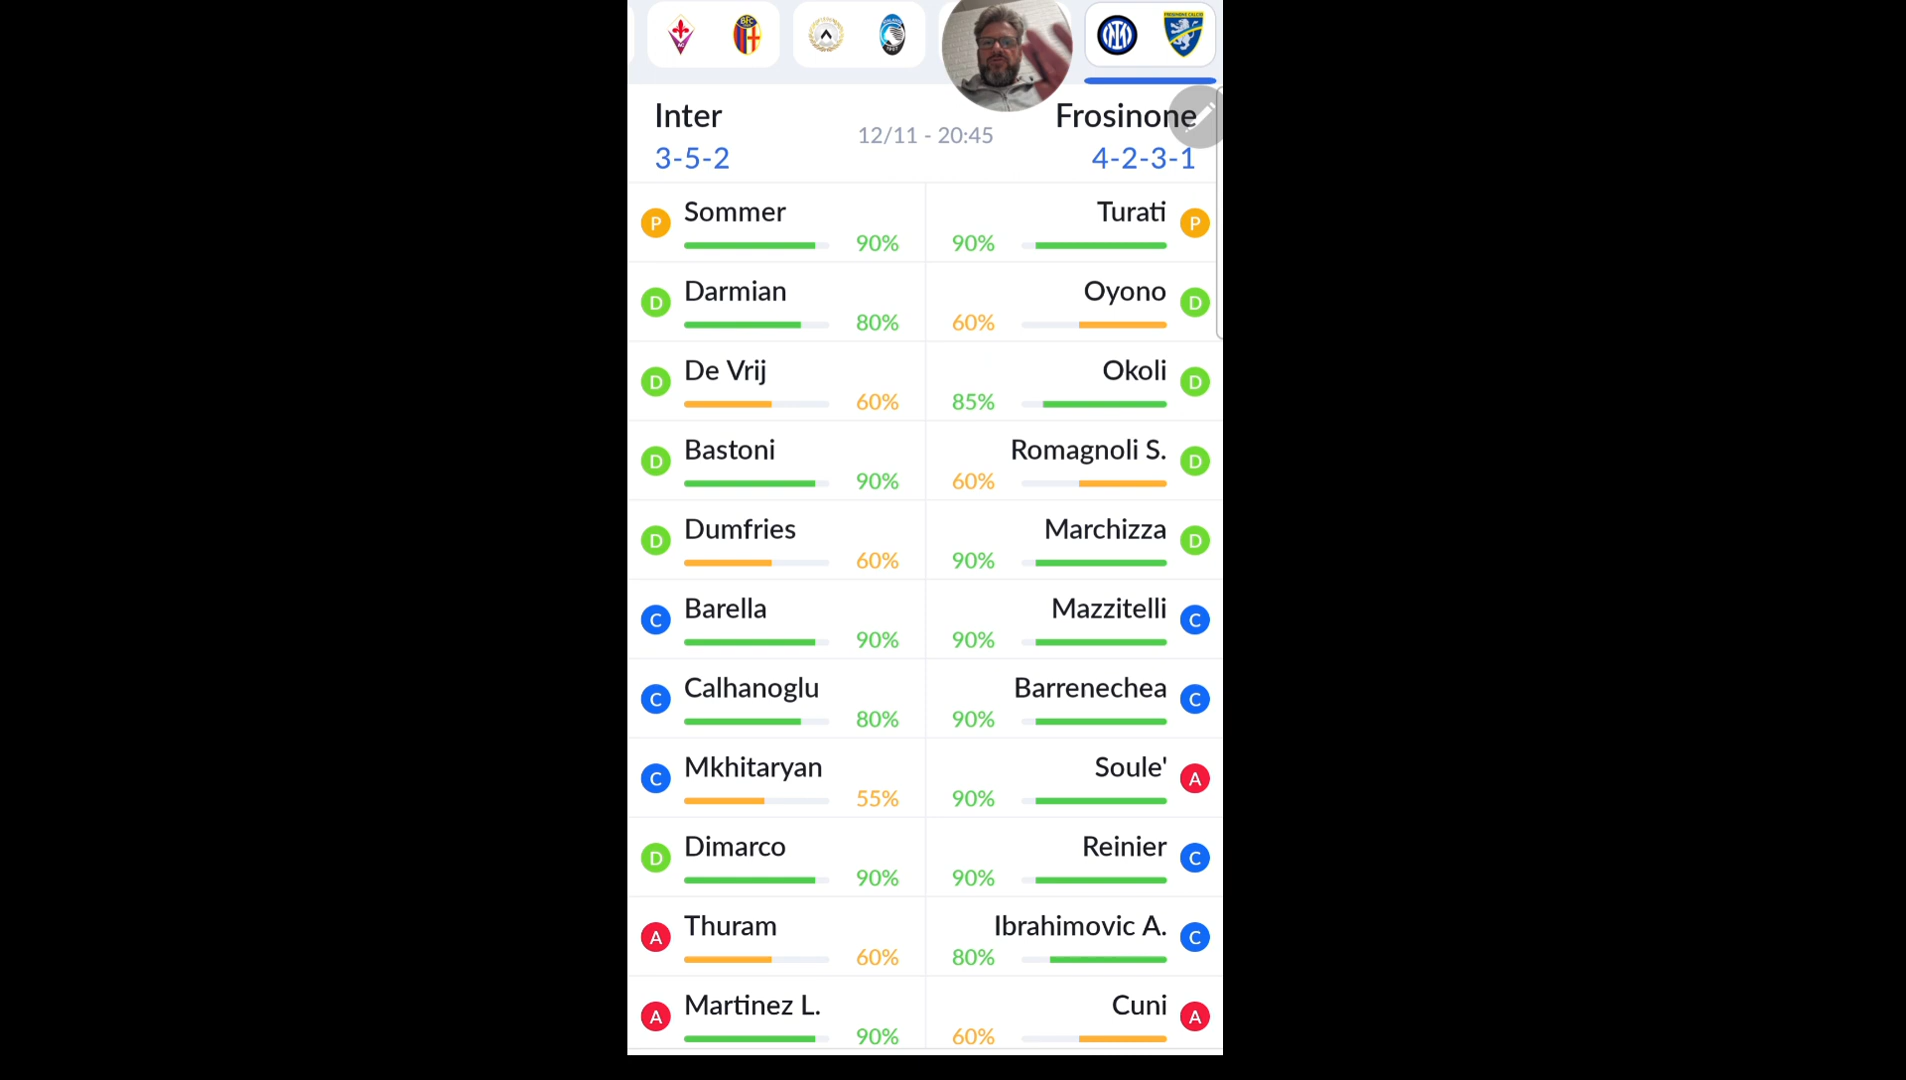 Inter
12/11 - 20:45
Frosinone
3-5-2
4-2-3-1
P Sommer 90%
90% Turati P
D Darmian 80%
60% Oyono D
D De Vrij 60%
85% Okoli D
D Bastoni 90%
60% Romagnoli S. D
D Dumfries 60%
90% Marchizza D
C Barella 90%
90% Mazzitelli C
C Calhanoglu 80%
90% Barrenechea C
C Mkhitaryan 55%
90% Soule' A
D Dimarco 90%
90% Reinier C
A Thuram 60%
80% Ibrahimovic A. C
A Martinez L. 90%
60% Cuni A